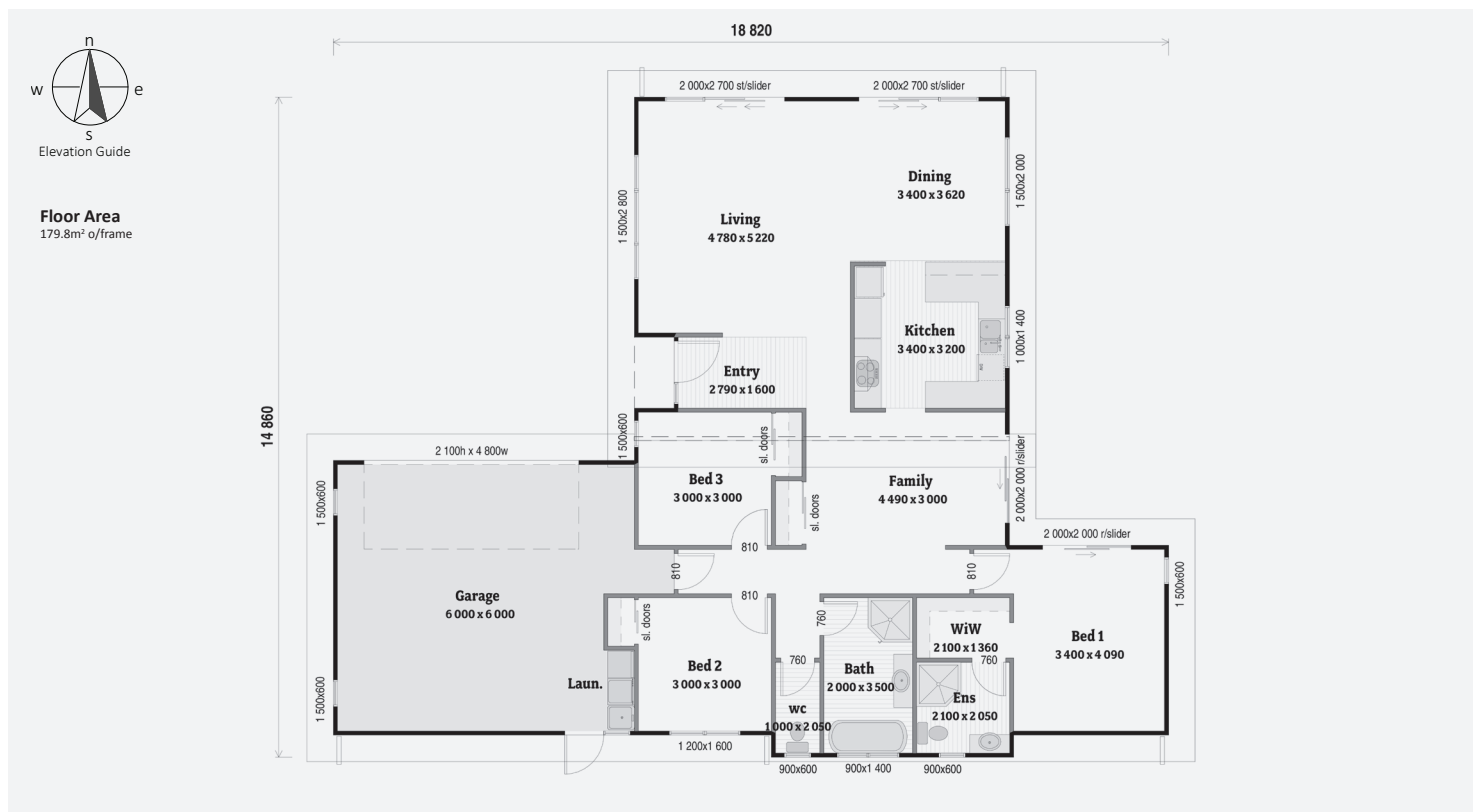 18 820
n
w e
s
Elevation Guide
Floor Area
179.8m² o/frame
14 860
2 000x2 700 st/slider
2 000x2 700 st/slider
1 500x2 800
1 500x2 000
Dining
3 400 x 3 620
Living
4 780 x 5 220
Kitchen
3 400 x 3 200
1 000x1 400
Entry
2 790 x 1 600
1 500x600
sl. doors
2 100h x 4 800w
Bed 3
3 000 x 3 000
sl. doors
Family
4 490 x 3 000
2 000x2 000 r/slider
1 500x600
2 000x2 000 r/slider
810
810
810
810
1 500x600
Garage
6 000 x 6 000
sl. doors
760
WiW
2 100 x 1 360
Bed 1
3 400 x 4 090
760
760
Bed 2
3 000 x 3 000
Bath
2 000 x 3 500
Laun.
Ens
2 100 x 2 050
wc
1 000 x 2 050
1 500x600
1 200x1 600
900x600
900x1 400
900x600